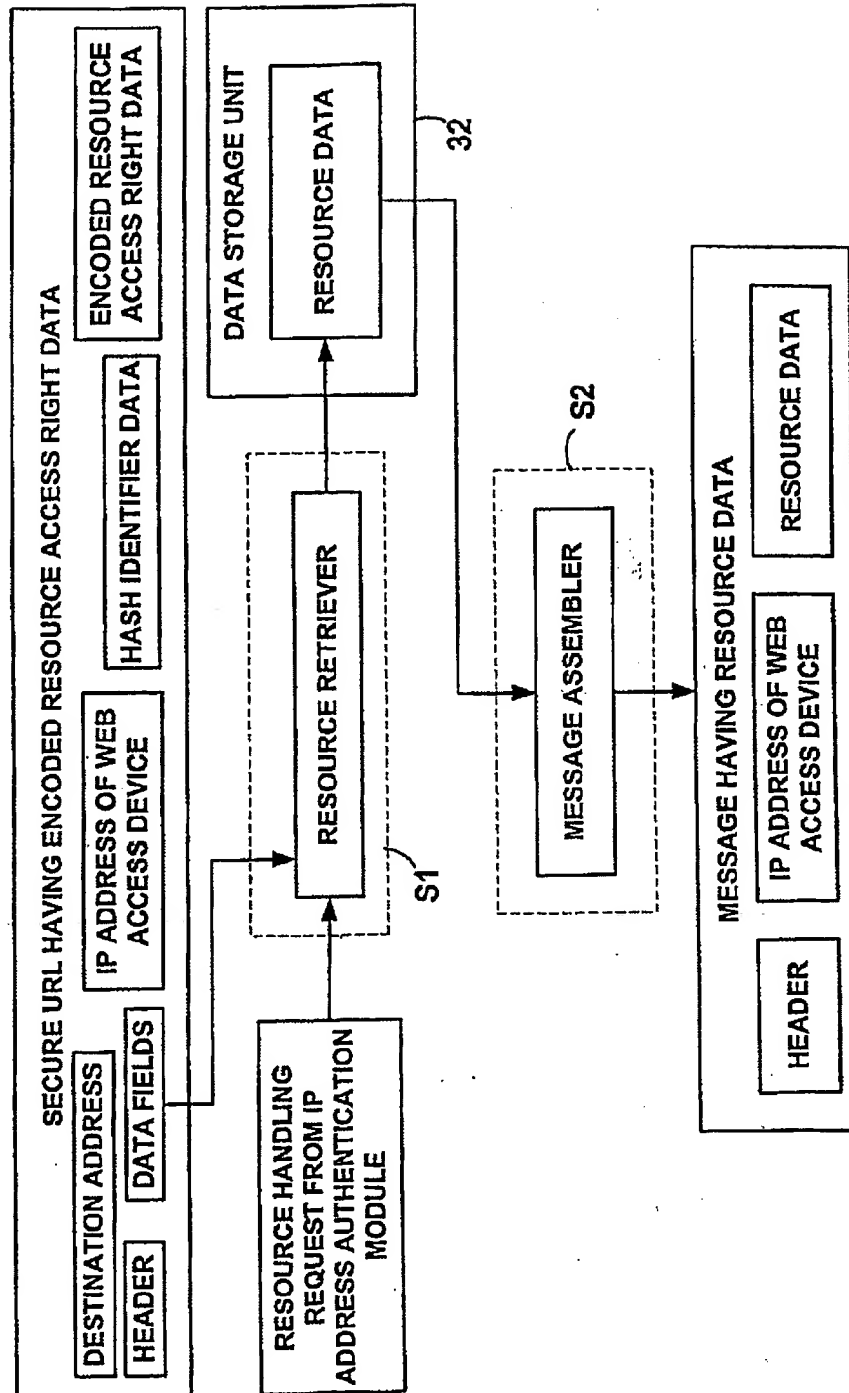 SECURE URL HAVING ENCODED RESOURCE ACCESS RIGHT DATA
DESTINATION ADDRESS
HEADER
DATA FIELDS
IP ADDRESS OF WEB
ACCESS DEVICE
HASH IDENTIFIER DATA
ENCODED RESOURCE
ACCESS RIGHT DATA
RESOURCE HANDLING
REQUEST FROM IP
ADDRESS AUTHENTICATION
MODULE
RESOURCE RETRIEVER
S1
DATA STORAGE UNIT
RESOURCE DATA
32
MESSAGE ASSEMBLER
S2
MESSAGE HAVING RESOURCE DATA
HEADER
IP ADDRESS OF WEB
ACCESS DEVICE
RESOURCE DATA